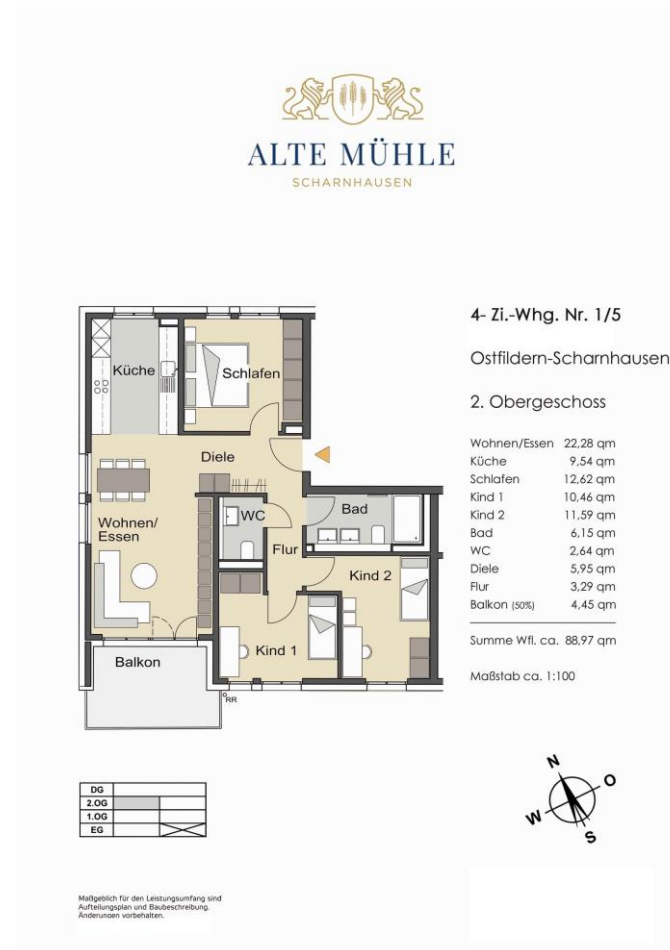 ALTE MÜHLE
SCHARNHAUSEN
4- Zi.-Whg. Nr. 1/5
Ostfildern-Scharnhausen
2. Obergeschoss
Wohnen/Essen 22,28 qm
Küche 9,54 qm
Schlafen 12,62 qm
Kind 1 10,46 qm
Kind 2 11,59 qm
Bad 6,15 qm
WC 2,64 qm
Diele 5,95 qm
Flur 3,29 qm
Balkon (50%) 4,45 qm
Summe Wfl. ca. 88,97 qm
Maßstab ca. 1:100
Küche
Schlafen
Diele
WC
Bad
Wohnen/
Essen
Flur
Kind 2
Kind 1
Balkon
RR
N
O
W
S
DG
2.OG
1.OG
EG
Maßgeblich für den Leistungsumfang sind
Aufteilungsplan und Baubeschreibung.
Änderungen vorbehalten.